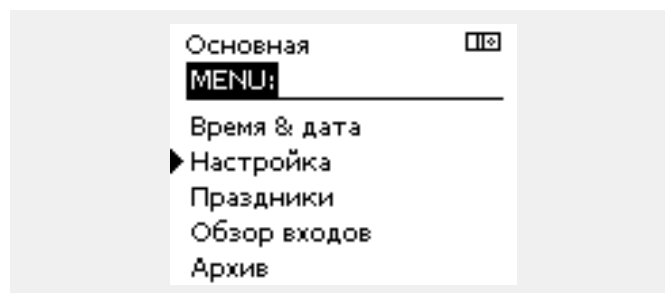 Основная
MENU:
Время & дата
Настройка
Праздники
Обзор входов
Архив